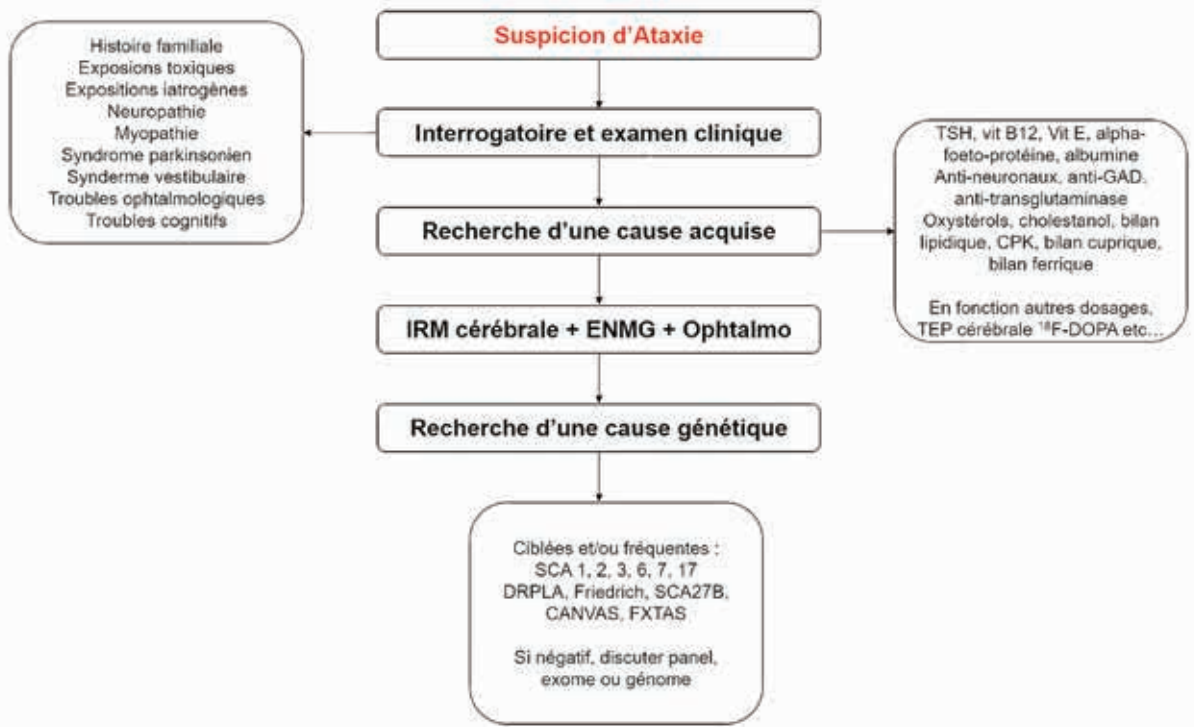 Suspicion d'Ataxie
Interrogatoire et examen clinique
Histoire familiale
Exposions toxiques
Expositions iatrogènes
Neuropathie
Myopathie
Syndrome parkinsonien
Synderme vestibulaire
Troubles ophtalmologiques
Troubles cognitifs
Recherche d'une cause acquise
TSH, vit B12, Vit E, alpha-
foeto-protéine, albumine
Anti-neuronaux, anti-GAD,
anti-transglutaminase
Oxystérols, cholestanol, bilan
lipidique, CPK, bilan cuprique,
bilan ferrique
En fonction autres dosages,
TEP cérébrale ¹⁸F-DOPA etc...
IRM cérébrale + ENMG + Ophtalmo
Recherche d'une cause génétique
Ciblées et/ou fréquentes :
SCA 1, 2, 3, 6, 7, 17
DRPLA, Friedrich, SCA27B,
CANVAS, FXTAS
Si négatif, discuter panel,
exome ou génome